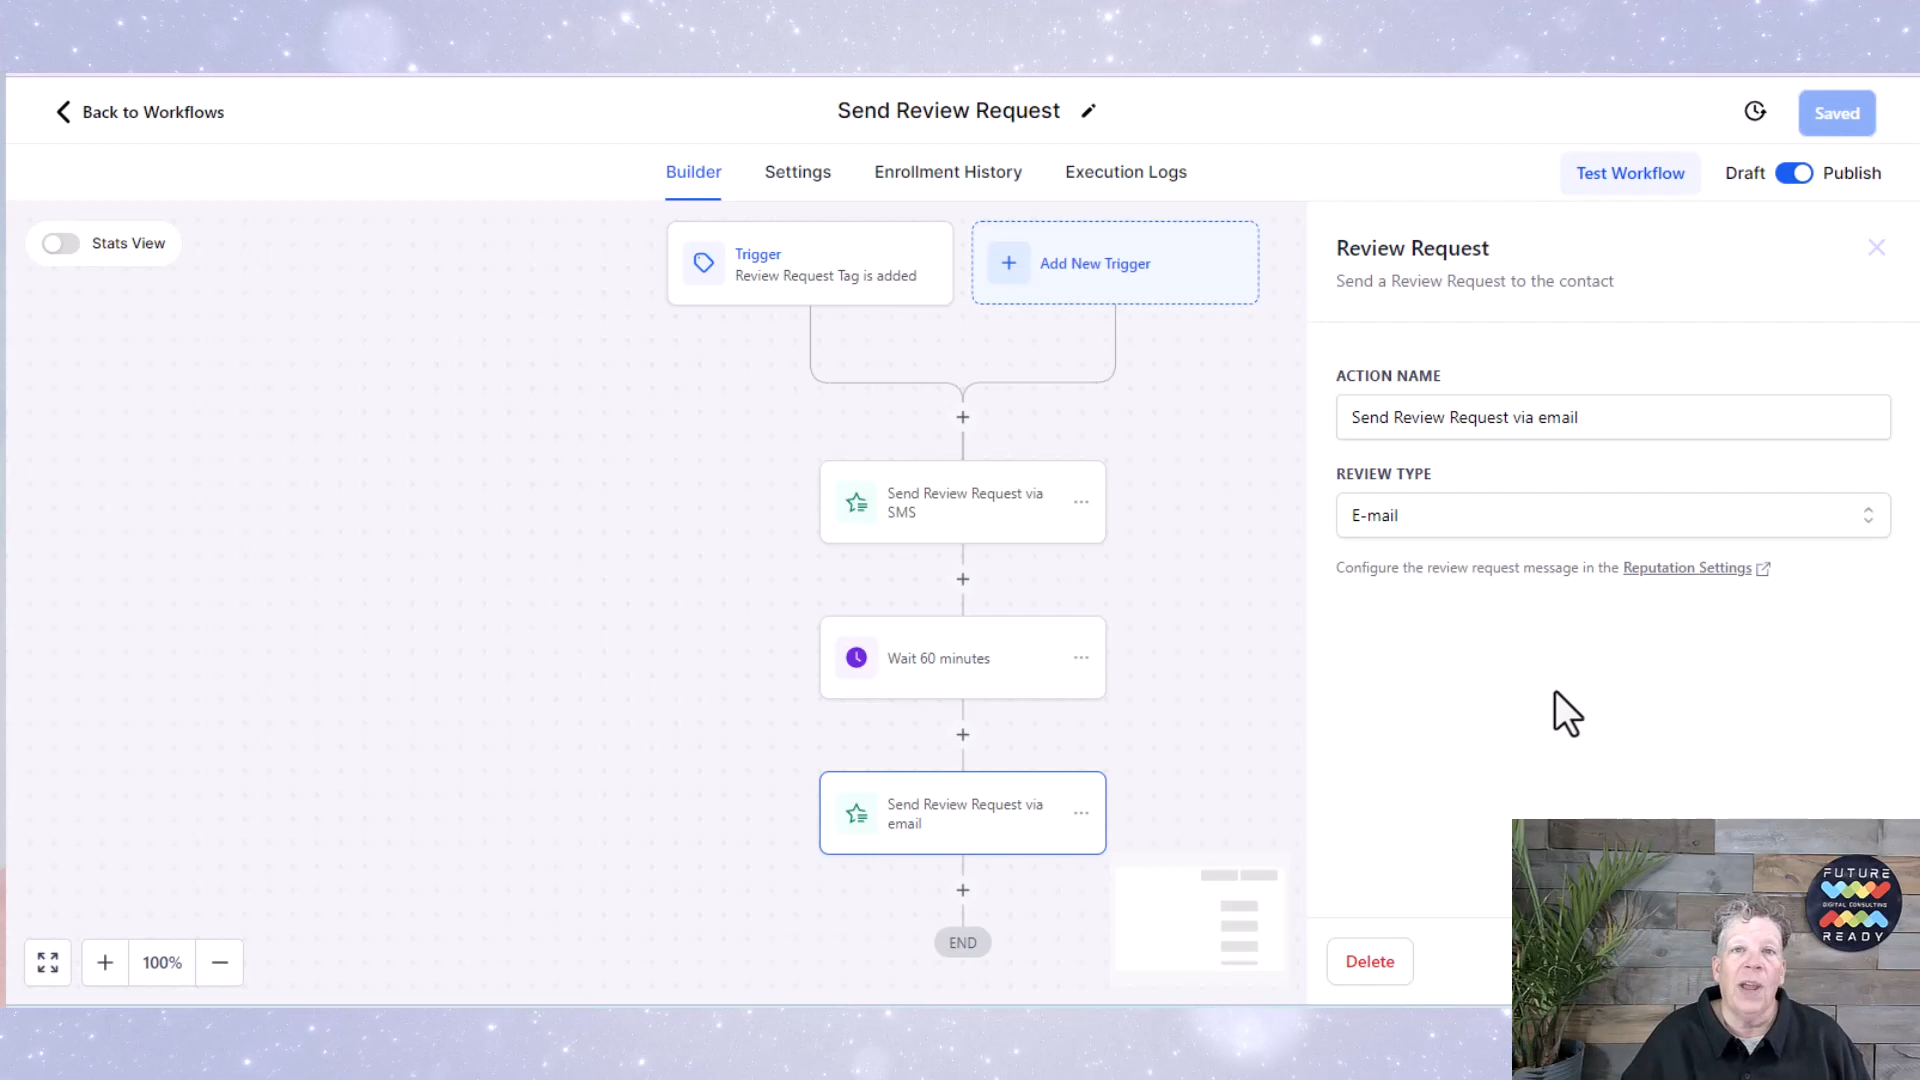 Back to Workflows
Send Review Request
Saved
Builder
Settings
Enrollment History
Execution Logs
Test Workflow
Draft
Publish
Stats View
Trigger
Review Request Tag is added
Add New Trigger
Send Review Request via
SMS
Wait 60 minutes
Send Review Request via
email
END
100%
Review Request
Send a Review Request to the contact
ACTION NAME
Send Review Request via email
REVIEW TYPE
E-mail
Configure the review request message in the Reputation Settings
Delete
FUTURE
DIGITAL CONSULTING
READY